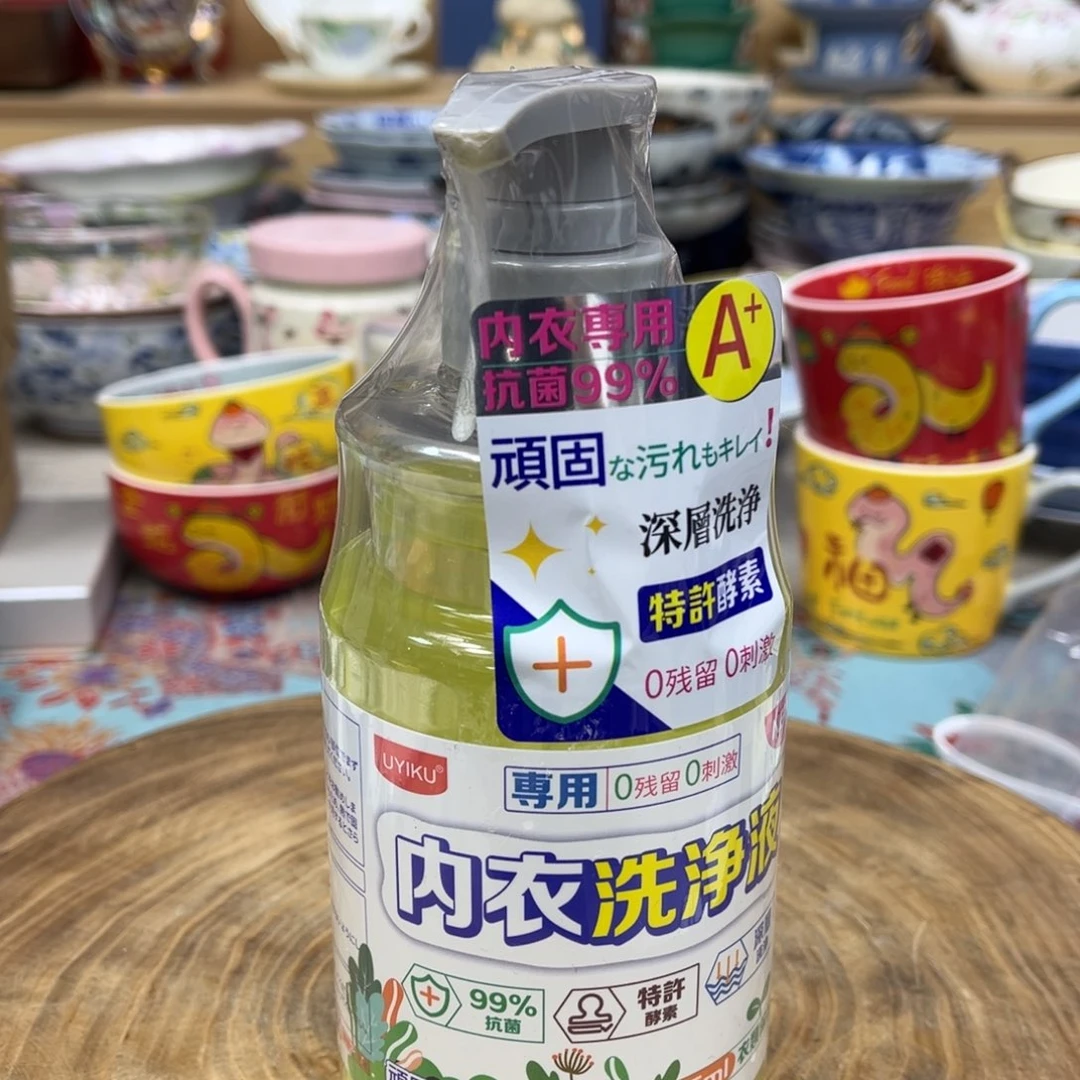 内衣専用
抗菌99%
A+
頑固な汚れもキレイ!
深層洗浄
特許酵素
0残留 0刺激
UYIKU®
専用 0残留 0刺激
内衣洗浄液
99%
抗菌
特許
酵素